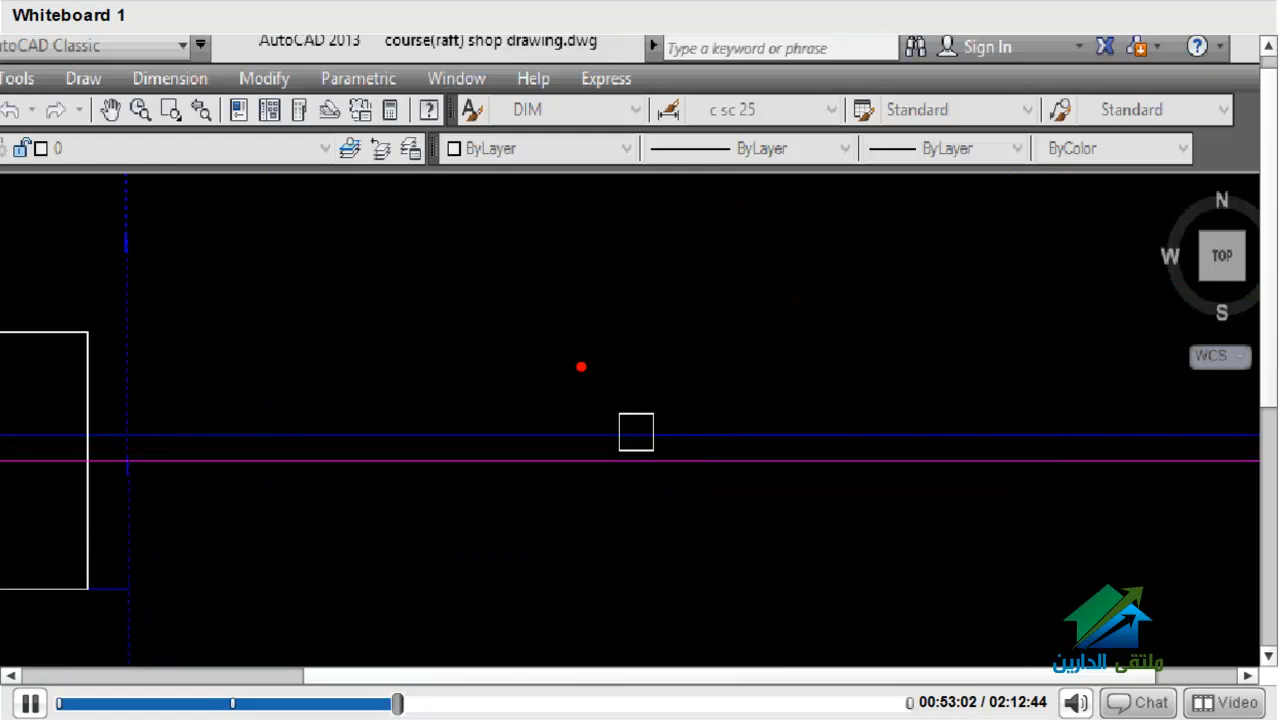 Whiteboard 1
toCAD Classic AutoCAD 2013 course(raft) shop drawing.dwg Type a keyword or phrase Sign In
Tools Draw Dimension Modify Parametric Window Help Express
DIM c sc 25 Standard Standard
0 ByLayer ByLayer ByLayer ByColor
N
W TOP
S
WCS
ملتقى الدارين
00:53:02 / 02:12:44 Chat Video